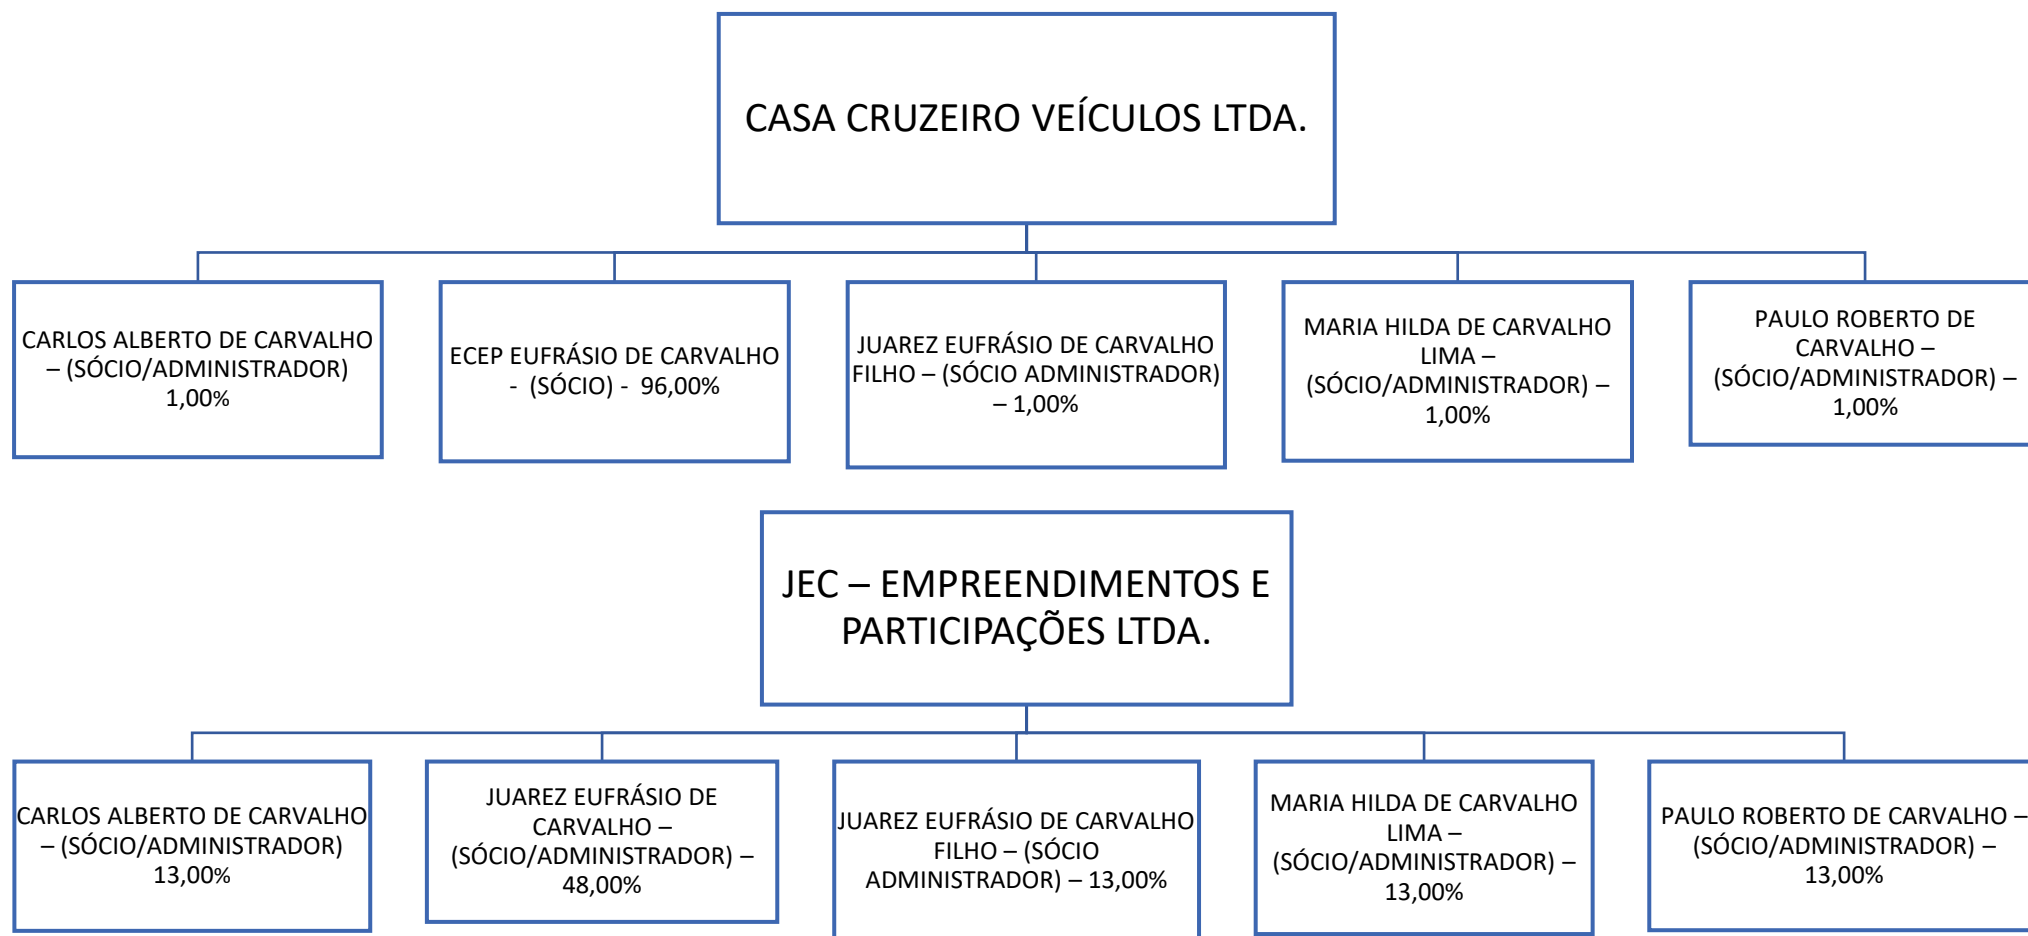 CASA CRUZEIRO VEÍCULOS LTDA.
CARLOS ALBERTO DE CARVALHO
– (SÓCIO/ADMINISTRADOR)
1,00%
ECEP EUFRÁSIO DE CARVALHO
- (SÓCIO) - 96,00%
JUAREZ EUFRÁSIO DE CARVALHO
FILHO – (SÓCIO ADMINISTRADOR)
– 1,00%
MARIA HILDA DE CARVALHO
LIMA –
(SÓCIO/ADMINISTRADOR) –
1,00%
PAULO ROBERTO DE
CARVALHO –
(SÓCIO/ADMINISTRADOR) –
1,00%
JEC – EMPREENDIMENTOS E
PARTICIPAÇÕES LTDA.
CARLOS ALBERTO DE CARVALHO
– (SÓCIO/ADMINISTRADOR)
13,00%
JUAREZ EUFRÁSIO DE
CARVALHO –
(SÓCIO/ADMINISTRADOR) –
48,00%
JUAREZ EUFRÁSIO DE CARVALHO
FILHO – (SÓCIO
ADMINISTRADOR) – 13,00%
MARIA HILDA DE CARVALHO
LIMA –
(SÓCIO/ADMINISTRADOR) –
13,00%
PAULO ROBERTO DE CARVALHO –
(SÓCIO/ADMINISTRADOR) –
13,00%